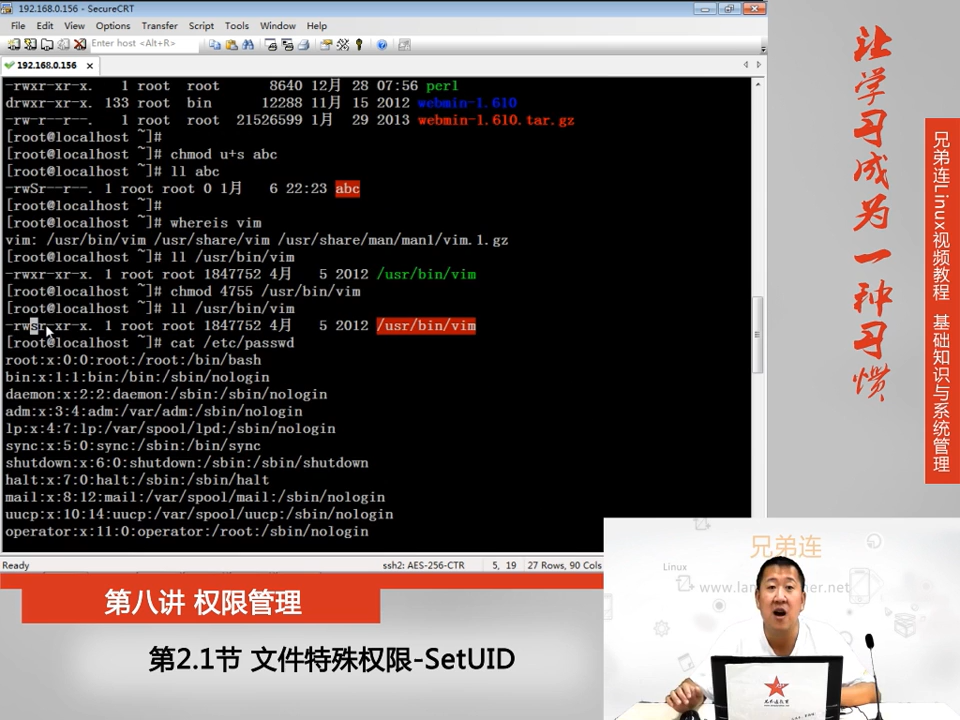 192.168.0.156 - SecureCRT
File Edit View Options Transfer Script Tools Window Help
Enter host <Alt+R>
192.168.0.156
-rwxr-xr-x. 1 root root 8640 12月 28 07:56 perl
drwxr-xr-x. 133 root bin 12288 11月 15 2012 webmin-1.610
-rw-r--r--. 1 root root 21526599 1月 29 2013 webmin-1.610.tar.gz
[root@localhost ~]#
[root@localhost ~]# chmod u+s abc
[root@localhost ~]# ll abc
-rwSr--r--. 1 root root 0 1月 6 22:23 abc
[root@localhost ~]#
[root@localhost ~]# whereis vim
vim: /usr/bin/vim /usr/share/vim /usr/share/man/man1/vim.1.gz
[root@localhost ~]# ll /usr/bin/vim
-rwxr-xr-x. 1 root root 1847752 4月 5 2012 /usr/bin/vim
[root@localhost ~]# chmod 4755 /usr/bin/vim
[root@localhost ~]# ll /usr/bin/vim
-rwsr-xr-x. 1 root root 1847752 4月 5 2012 /usr/bin/vim
[root@localhost ~]# cat /etc/passwd
root:x:0:0:root:/root:/bin/bash
bin:x:1:1:bin:/bin:/sbin/nologin
daemon:x:2:2:daemon:/sbin:/sbin/nologin
adm:x:3:4:adm:/var/adm:/sbin/nologin
lp:x:4:7:lp:/var/spool/lpd:/sbin/nologin
sync:x:5:0:sync:/sbin:/bin/sync
shutdown:x:6:0:shutdown:/sbin:/sbin/shutdown
halt:x:7:0:halt:/sbin:/sbin/halt
mail:x:8:12:mail:/var/spool/mail:/sbin/nologin
uucp:x:10:14:uucp:/var/spool/uucp:/sbin/nologin
operator:x:11:0:operator:/root:/sbin/nologin
Ready ssh2: AES-256-CTR 5, 19 27 Rows, 90 Cols
让学习成为一种习惯
兄弟连Linux视频教程 基础知识与系统管理
第八讲 权限管理
第2.1节 文件特殊权限-SetUID
兄弟连
Linux